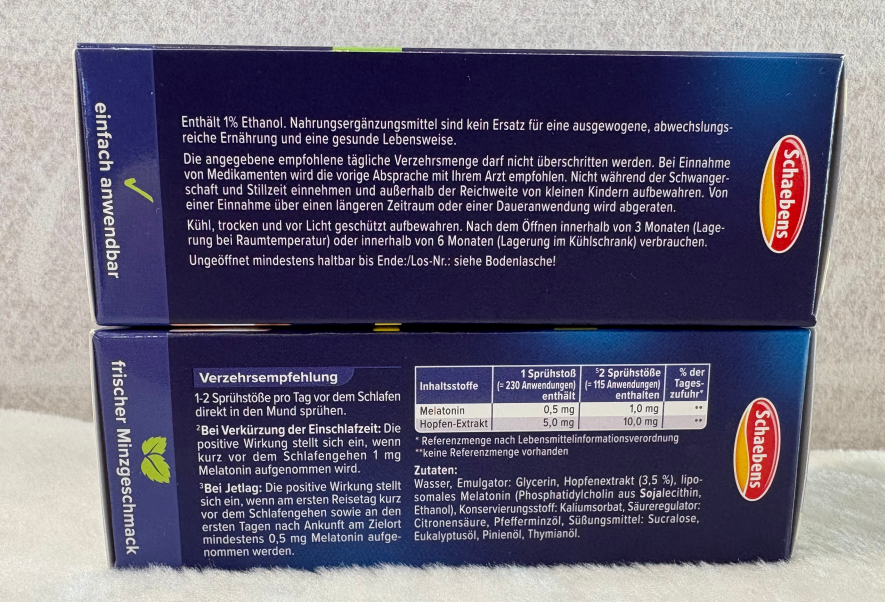 einfach anwendbar
Enthält 1% Ethanol. Nahrungsergänzungsmittel sind kein Ersatz für eine ausgewogene, abwechslungs-
reiche Ernährung und eine gesunde Lebensweise.
Die angegebene empfohlene tägliche Verzehrsmenge darf nicht überschritten werden. Bei Einnahme
von Medikamenten wird die vorige Absprache mit Ihrem Arzt empfohlen. Nicht während der Schwanger-
schaft und Stillzeit einnehmen und außerhalb der Reichweite von kleinen Kindern aufbewahren. Von
einer Einnahme über einen längeren Zeitraum oder einer Daueranwendung wird abgeraten.
Kühl, trocken und vor Licht geschützt aufbewahren. Nach dem Öffnen innerhalb von 3 Monaten (Lage-
rung bei Raumtemperatur) oder innerhalb von 6 Monaten (Lagerung im Kühlschrank) verbrauchen.
Ungeöffnet mindestens haltbar bis Ende:/Los-Nr.: siehe Bodenlasche!
Schaebens
frischer Minzgeschmack
Verzehrsempfehlung
1-2 Sprühstöße pro Tag vor dem Schlafen
direkt in den Mund sprühen.
²Bei Verkürzung der Einschlafzeit: Die
positive Wirkung stellt sich ein, wenn
kurz vor dem Schlafengehen 1 mg
Melatonin aufgenommen wird.
³Bei Jetlag: Die positive Wirkung stellt
sich ein, wenn am ersten Reisetag kurz
vor dem Schlafengehen sowie an den
ersten Tagen nach Ankunft am Zielort
mindestens 0,5 mg Melatonin aufge-
nommen werden.
Inhaltsstoffe
1 Sprühstoß
(= 230 Anwendungen)
enthält
⁵2 Sprühstöße
(= 115 Anwendungen)
enthalten
% der
Tages-
zufuhr*
Melatonin 0,5 mg 1,0 mg **
Hopfen-Extrakt 5,0 mg 10,0 mg **
* Referenzmenge nach Lebensmittelinformationsverordnung
**keine Referenzmenge vorhanden
Zutaten:
Wasser, Emulgator: Glycerin, Hopfenextrakt (3,5 %), lipo-
somales Melatonin (Phosphatidylcholin aus Sojalecithin,
Ethanol), Konservierungsstoff: Kaliumsorbat, Säureregulator:
Citronensäure, Pfefferminzöl, Süßungsmittel: Sucralose,
Eukalyptusöl, Pinienöl, Thymianöl.
Schaebens